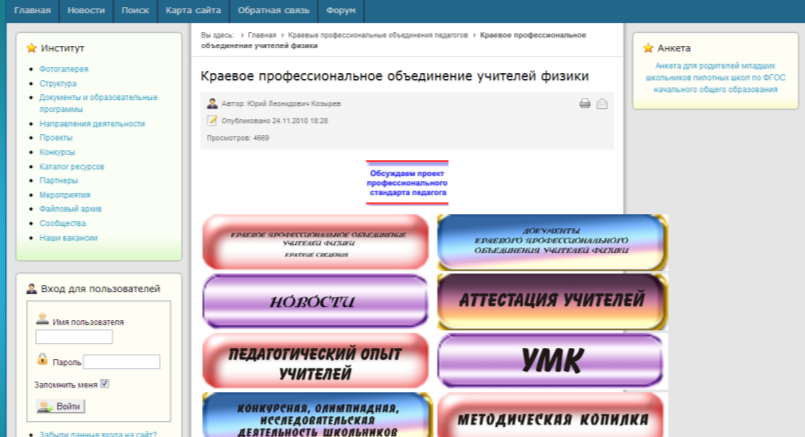 Главная Новости Поиск Карта сайта Обратная связь Форум
Институт
Фотогалерея
Структура
Документы и образовательные
программы
Направления деятельности
Проекты
Конкурсы
Каталог ресурсов
Партнеры
Мероприятия
Файловый архив
Сообщества
Наши вакансии
Вход для пользователей
Имя пользователя
Пароль
Запомнить меня
Войти
Забыли данные входа на сайт?
Вы здесь: Главная Краевые профессиональные объединения педагогов Краевое профессиональное
объединение учителей физики
Краевое профессиональное объединение учителей физики
Автор: Юрий Леонидович Козырев
Опубликовано 24.11.2010 18:28
Просмотров: 4669
Обсуждаем проект
профессионального
стандарта педагога
КРАЕВОЕ ПРОФЕССИОНАЛЬНОЕ ОБЪЕДИНЕНИЕ
УЧИТЕЛЕЙ ФИЗИКИ
КРАТКИЕ СВЕДЕНИЯ
ДОКУМЕНТЫ
КРАЕВОГО ПРОФЕССИОНАЛЬНОГО
ОБЪЕДИНЕНИЯ УЧИТЕЛЕЙ ФИЗИКИ
НОВОСТИ
АТТЕСТАЦИЯ УЧИТЕЛЕЙ
ПЕДАГОГИЧЕСКИЙ ОПЫТ
УЧИТЕЛЕЙ
УМК
КОНКУРСНАЯ, ОЛИМПИАДНАЯ,
ИССЛЕДОВАТЕЛЬСКАЯ
ДЕЯТЕЛЬНОСТЬ ШКОЛЬНИКОВ
МЕТОДИЧЕСКАЯ КОПИЛКА
Анкета
Анкета для родителей младших
школьников пилотных школ по ФГОС
начального общего образования